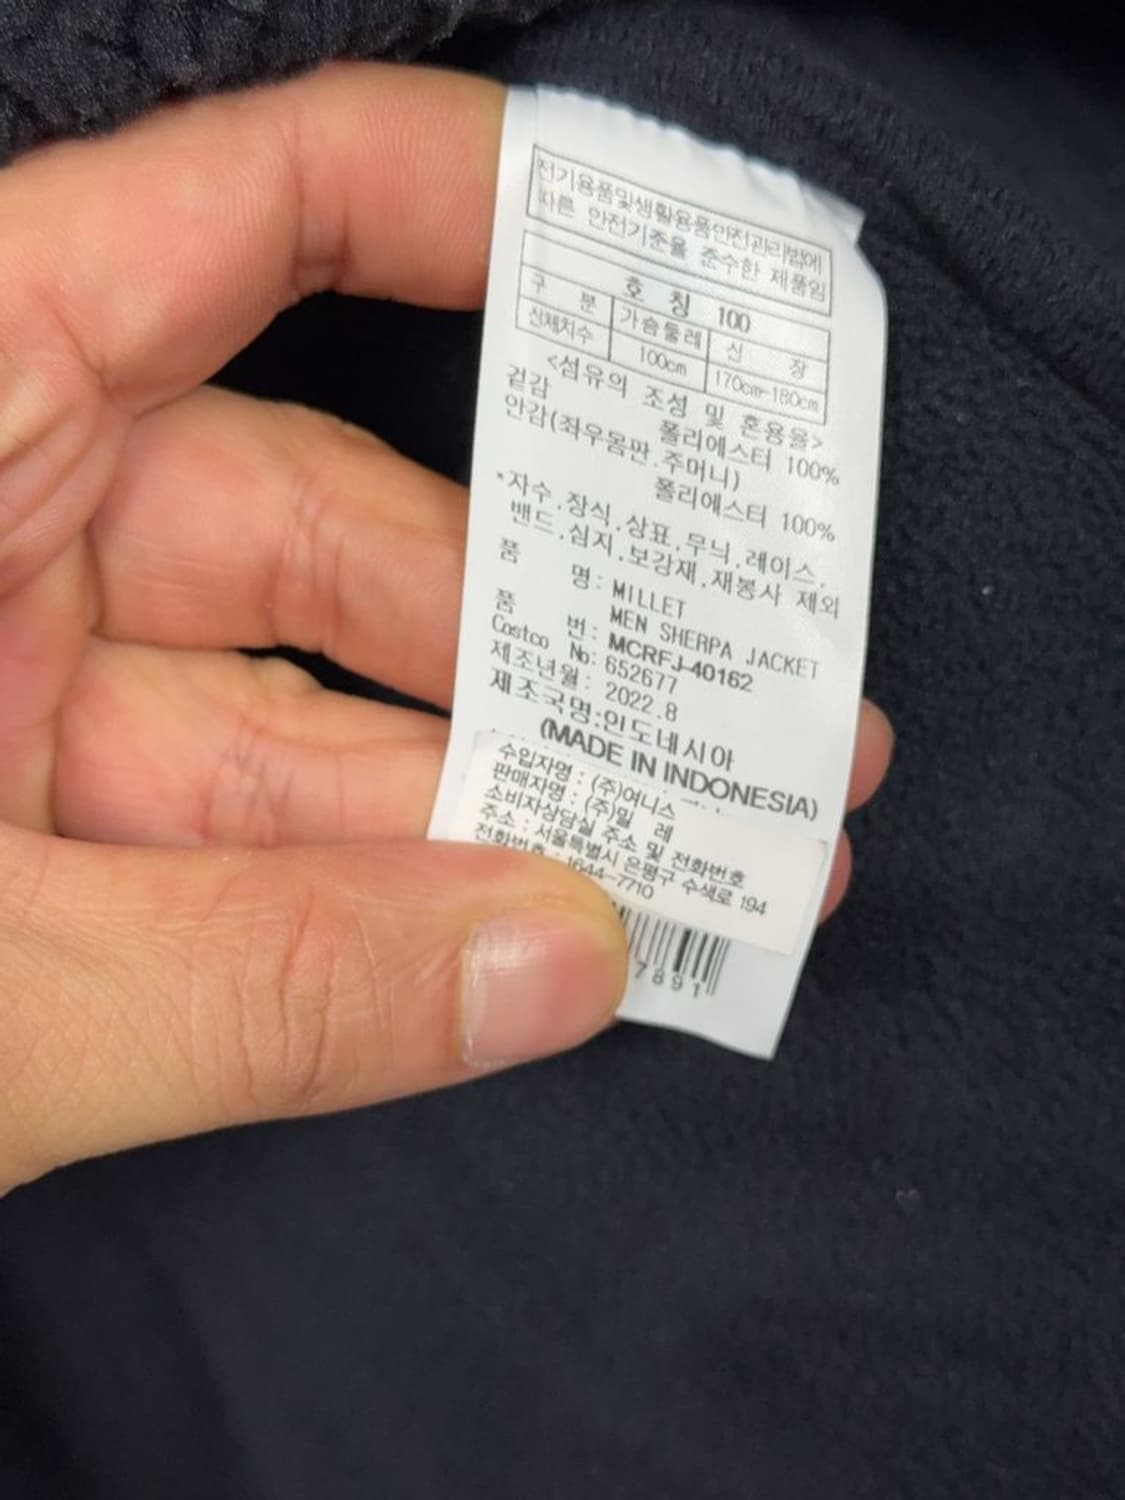 전기용품및생활용품안전관리법에
따른 안전기준을 준수한 제품임
호 칭 100
구 분 가슴둘레 신 장
신체치수 100cm 170cm-180cm
<섬유의 조성 및 혼용율>
겉감 폴리에스터 100%
안감(좌우몸판.주머니)
폴리에스터 100%
*자수.장식.상표.무늬.레이스.
밴드.심지.보강재.재봉사 제외
품 명: MILLET
MEN SHERPA JACKET
품 번: MCRFJ-40162
Costco No: 652677
제조년월: 2022.8
제조국명:인도네시아
(MADE IN INDONESIA)
수입자명 : (주)여니스
판매자명 : (주)밀 레
소비자상담실 주소 및 전화번호
주소 : 서울특별시 은평구 수색로 194
전화번호 : 1644-7710
7891